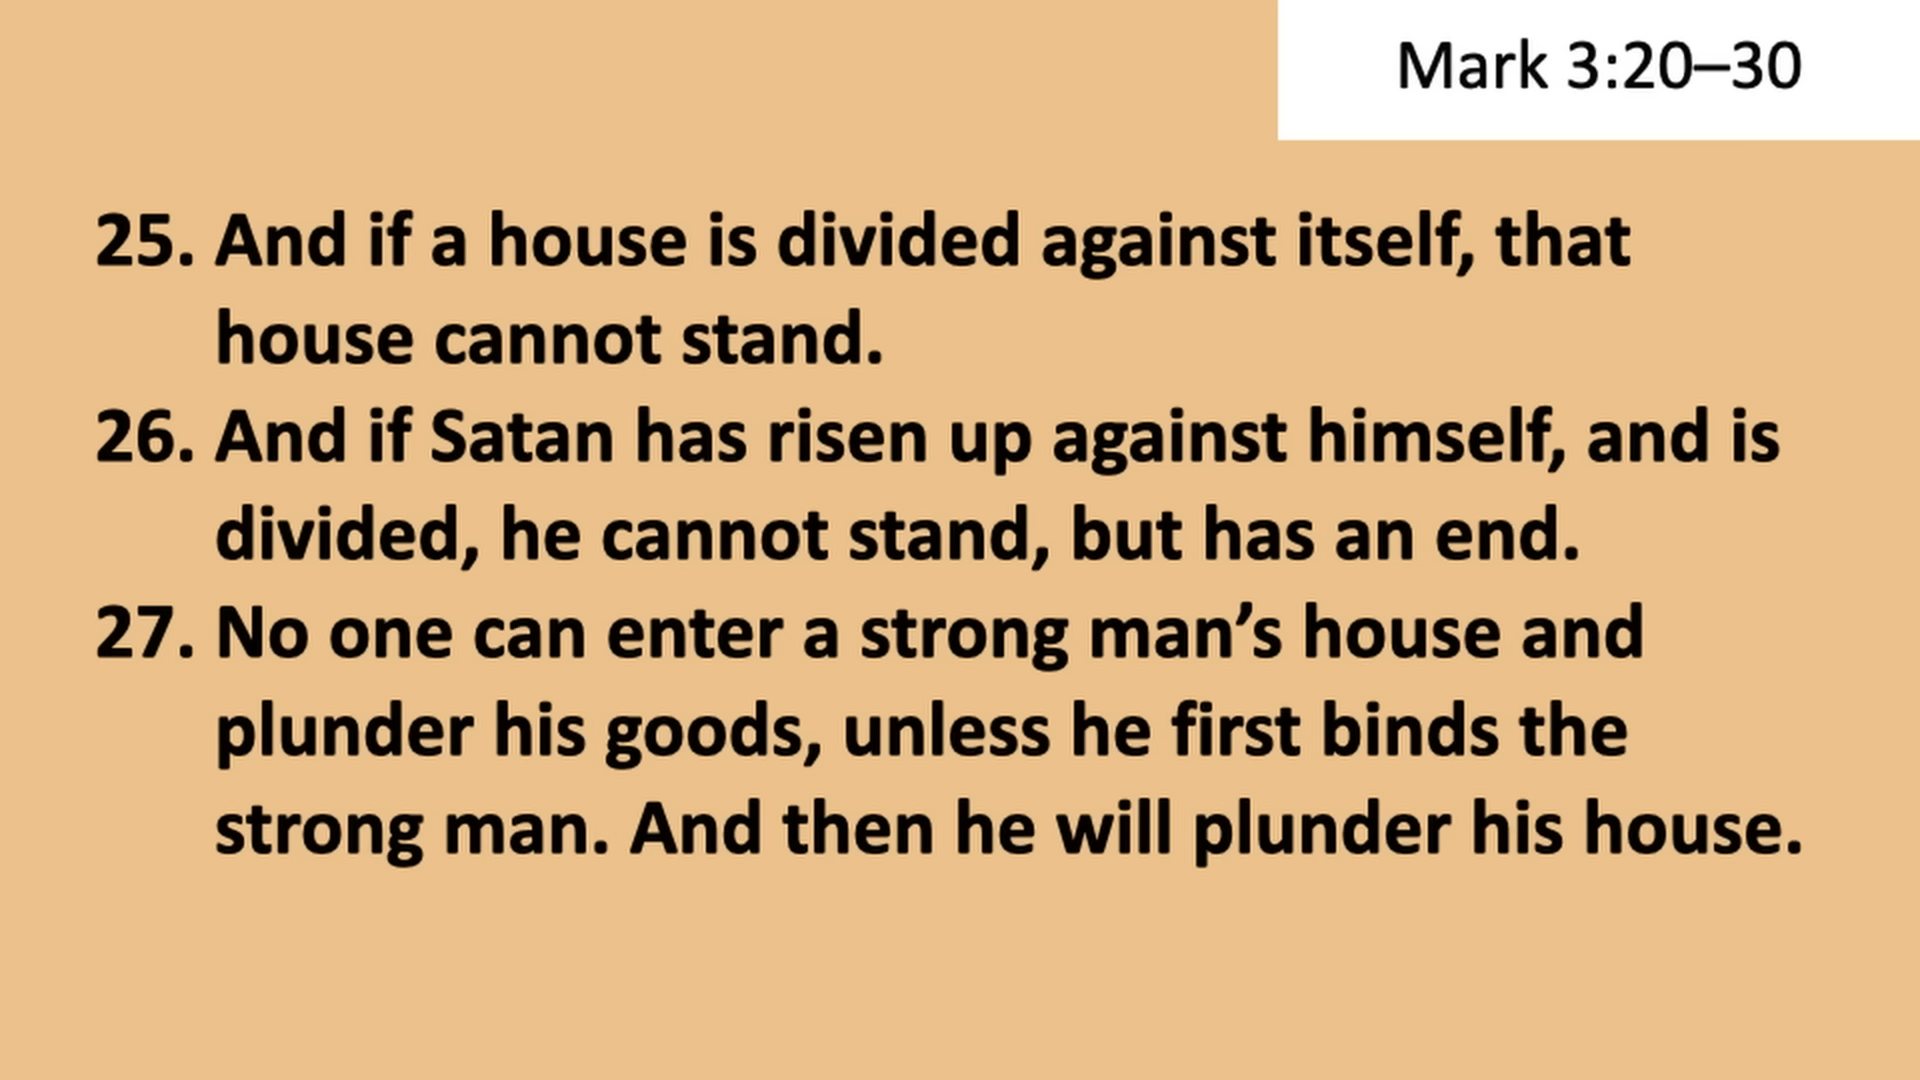 Mark 3:20–30
25. And if a house is divided against itself, that
house cannot stand.
26. And if Satan has risen up against himself, and is
divided, he cannot stand, but has an end.
27. No one can enter a strong man’s house and
plunder his goods, unless he first binds the
strong man. And then he will plunder his house.